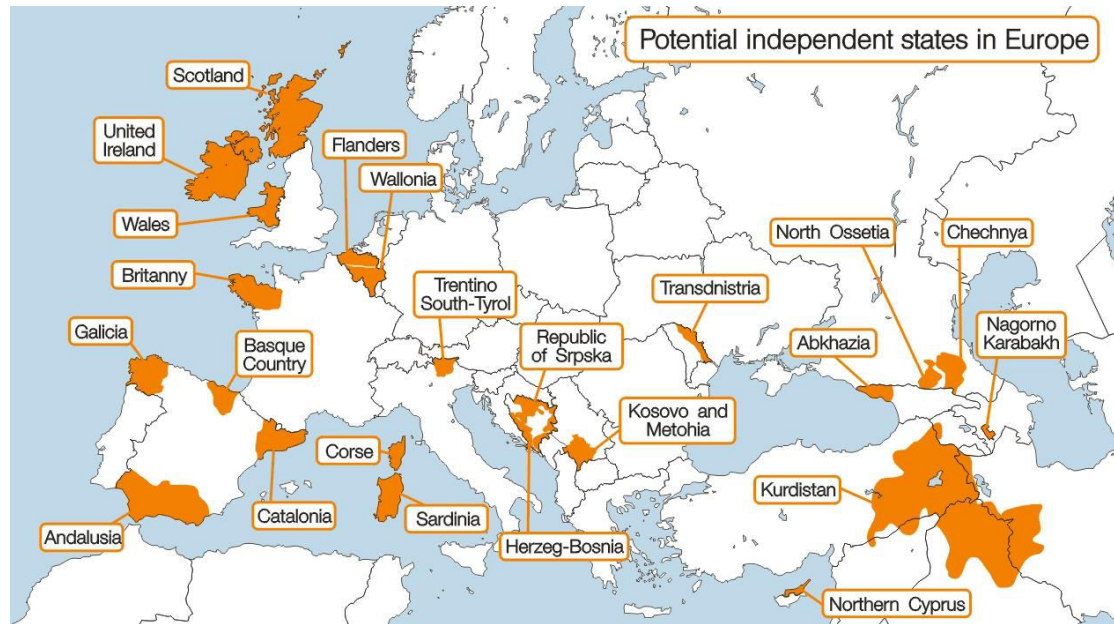 Potential independent states in Europe
Scotland
United
Ireland
Flanders
Wallonia
Wales
Britanny
Trentino
South-Tyrol
Transdnistria
North Ossetia
Chechnya
Galicia
Basque
Country
Republic
of Srpska
Abkhazia
Nagorno
Karabakh
Kosovo and
Metohia
Corse
Kurdistan
Andalusia
Catalonia
Sardinia
Herzeg-Bosnia
Northern Cyprus